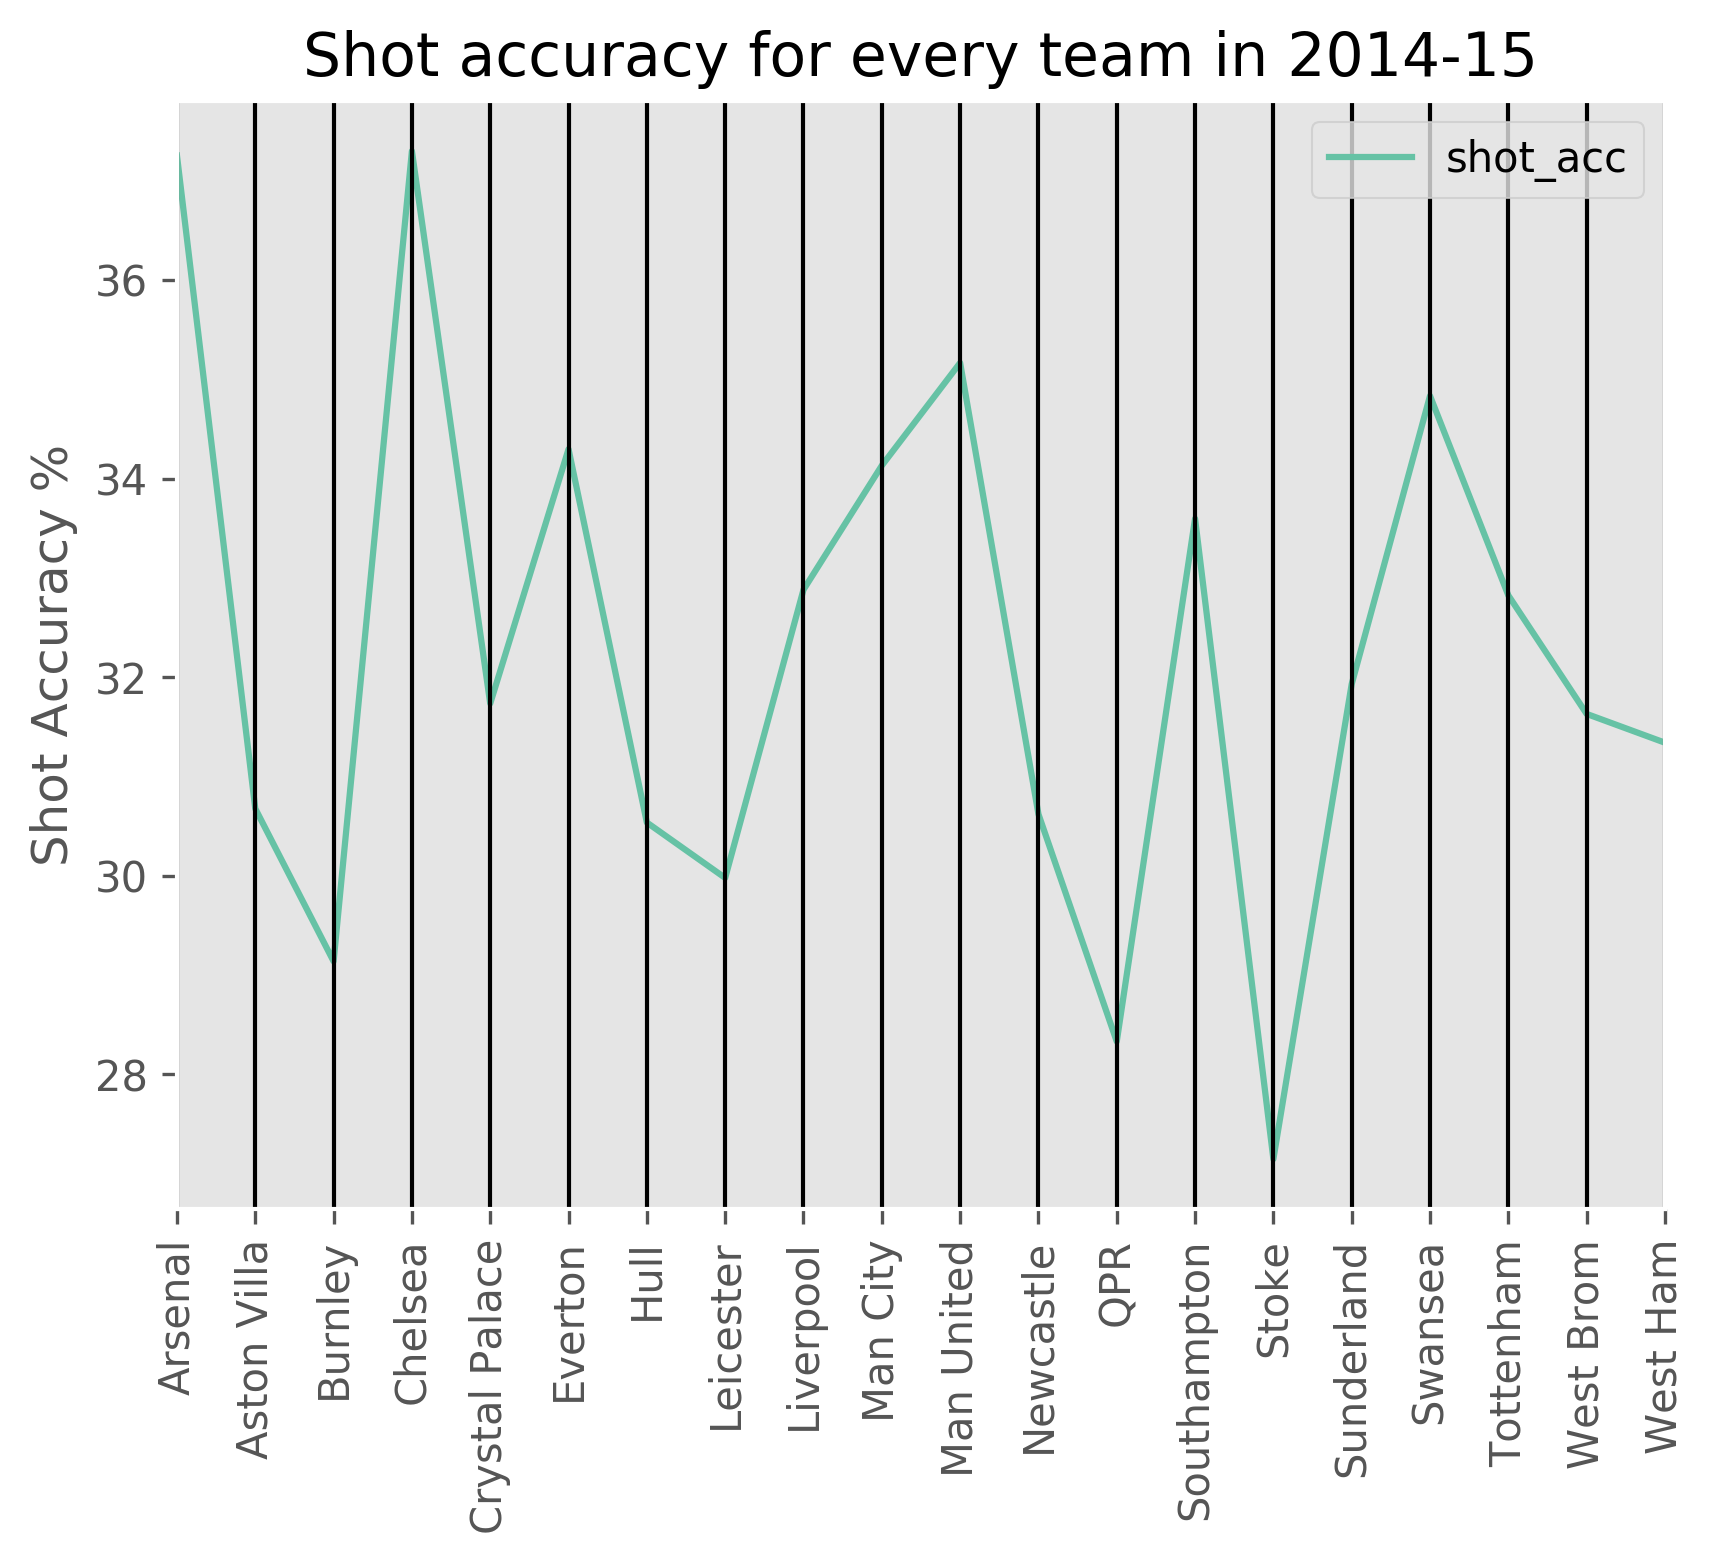 Shot accuracy for every team in 2014-15
shot_acc
Shot Accuracy %
36
34
32
30
28
Arsenal
Aston Villa
Burnley
Chelsea
Crystal Palace
Everton
Hull
Leicester
Liverpool
Man City
Man United
Newcastle
QPR
Southampton
Stoke
Sunderland
Swansea
Tottenham
West Brom
West Ham